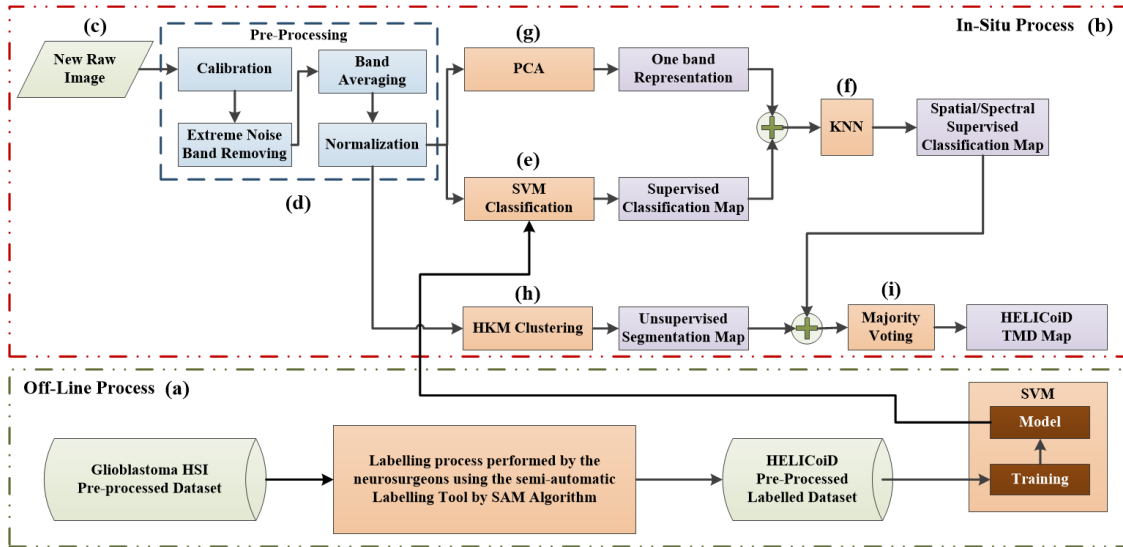 (c)
New Raw
Image
Pre-Processing
Calibration
Extreme Noise
Band Removing
Band
Averaging
Normalization
(d)
(g)
PCA
One band
Representation
(e)
SVM
Classification
Supervised
Classification Map
(f)
KNN
Spatial/Spectral
Supervised
Classification Map
In-Situ Process (b)
(h)
HKM Clustering
Unsupervised
Segmentation Map
(i)
Majority
Voting
HELICoiD
TMD Map
Off-Line Process (a)
Glioblastoma HSI
Pre-processed Dataset
Labelling process performed by the
neurosurgeons using the semi-automatic
Labelling Tool by SAM Algorithm
HELICoiD
Pre-Processed
Labelled Dataset
SVM
Model
Training